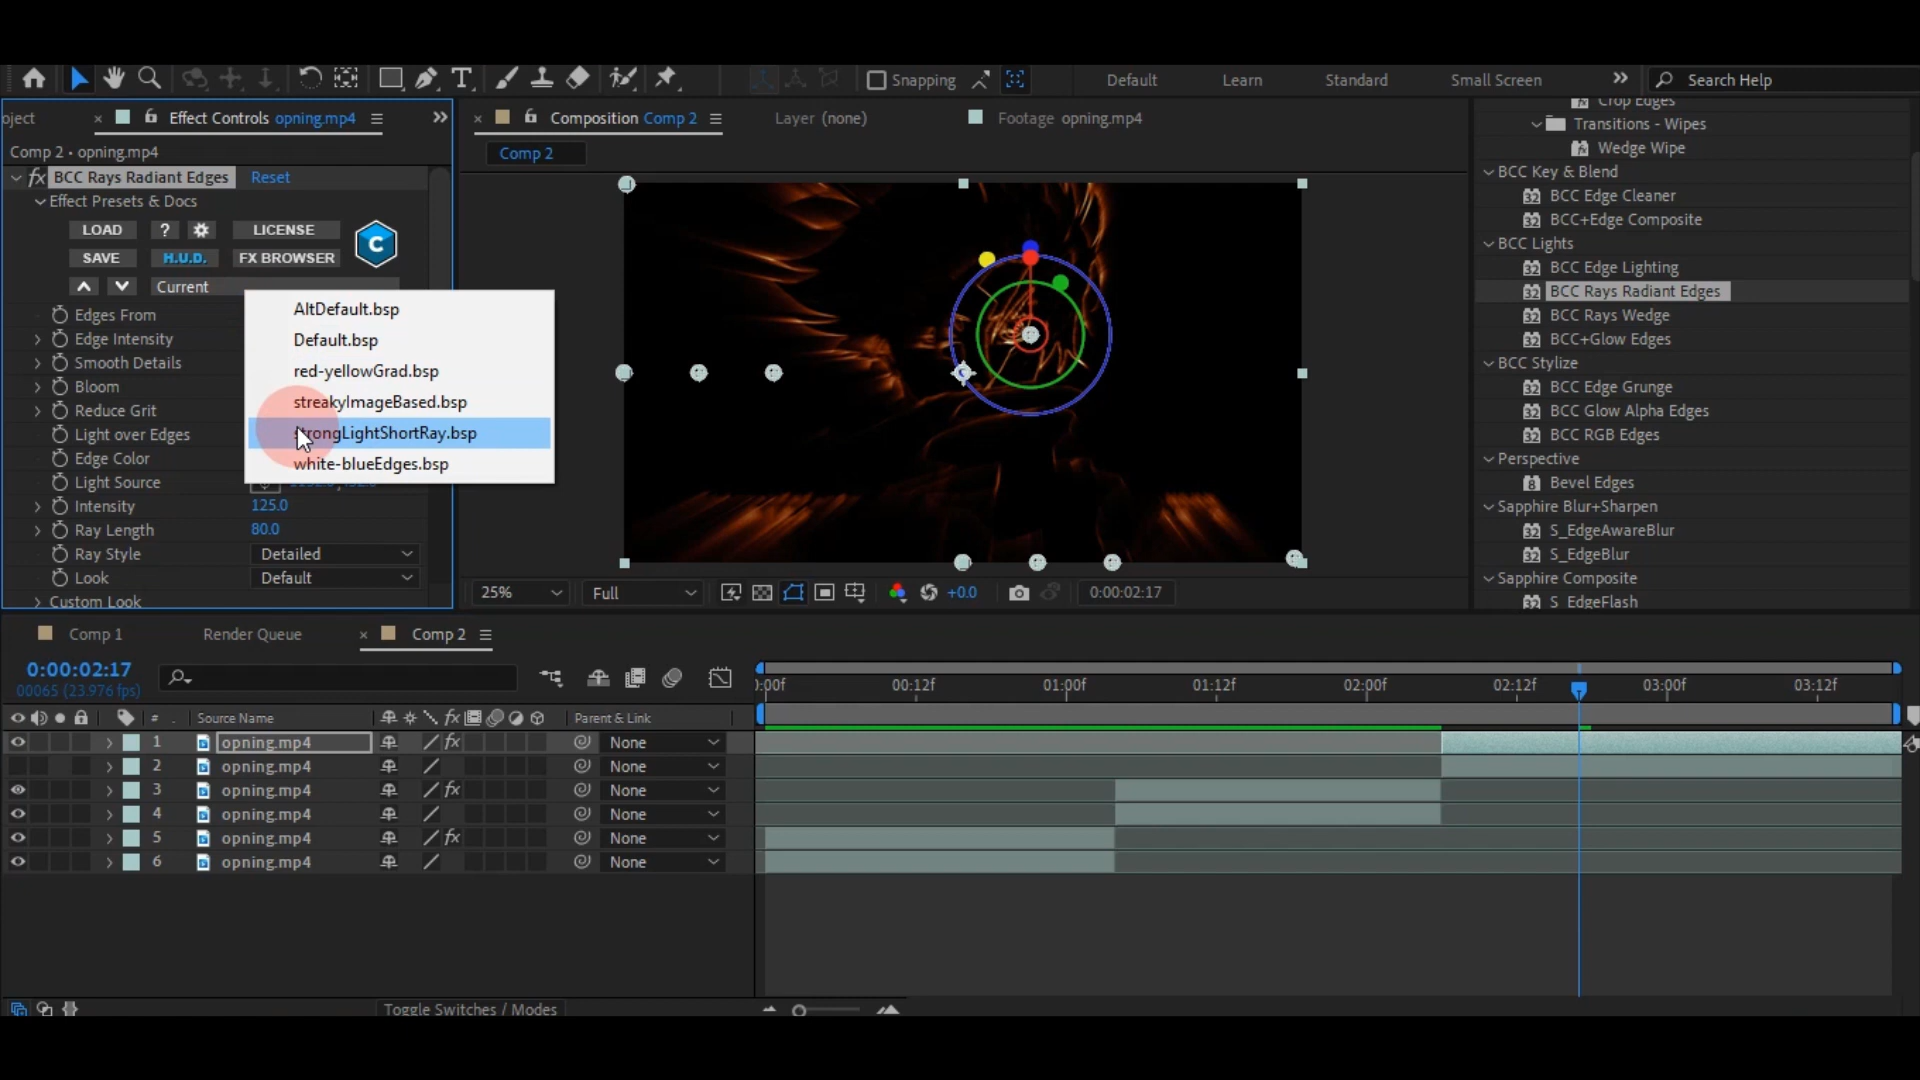 Snapping
Default
Learn
Standard
Small Screen
Search Help
oject
Effect Controls opning.mp4
Composition Comp 2
Layer (none)
Footage opning.mp4
Comp 2 • opning.mp4
Comp 2
fx BCC Rays Radiant Edges
Reset
Effect Presets & Docs
LOAD
?
LICENSE
SAVE
H.U.D.
FX BROWSER
C
Current
Edges From
Edge Intensity
Smooth Details
Bloom
Reduce Grit
Light over Edges
Edge Color
Light Source
Intensity
125.0
Ray Length
80.0
Ray Style
Detailed
Look
Default
Custom Look
AltDefault.bsp
Default.bsp
red-yellowGrad.bsp
streakyImageBased.bsp
strongLightShortRay.bsp
white-blueEdges.bsp
25%
Full
+0.0
0:00:02:17
Crop Edges
Transitions - Wipes
Wedge Wipe
BCC Key & Blend
BCC Edge Cleaner
BCC+Edge Composite
BCC Lights
BCC Edge Lighting
BCC Rays Radiant Edges
BCC Rays Wedge
BCC+Glow Edges
BCC Stylize
BCC Edge Grunge
BCC Glow Alpha Edges
BCC RGB Edges
Perspective
Bevel Edges
Sapphire Blur+Sharpen
S_EdgeAwareBlur
S_EdgeBlur
Sapphire Composite
S_EdgeFlash
Comp 1
Render Queue
Comp 2
0:00:02:17
00065 (23.976 fps)
:00f
00:12f
01:00f
01:12f
02:00f
02:12f
03:00f
03:12f
#
Source Name
fx
Parent & Link
1 opning.mp4 fx None
2 opning.mp4 None
3 opning.mp4 fx None
4 opning.mp4 None
5 opning.mp4 fx None
6 opning.mp4 None
Toggle Switches / Modes